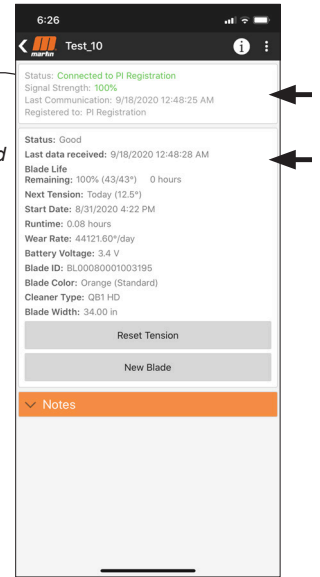 6:26
martin
Test_10
Status: Connected to PI Registration
Signal Strength: 100%
Last Communication: 9/18/2020 12:48:25 AM
Registered to: PI Registration
d
Status: Good
Last data received: 9/18/2020 12:48:28 AM
Blade Life
Remaining: 100% (43/43°) 0 hours
Next Tension: Today (12.5°)
Start Date: 8/31/2020 4:22 PM
Runtime: 0.08 hours
Wear Rate: 44121.60°/day
Battery Voltage: 3.4 V
Blade ID: BL00080001003195
Blade Color: Orange (Standard)
Cleaner Type: QB1 HD
Blade Width: 34.00 in
Reset Tension
New Blade
Notes